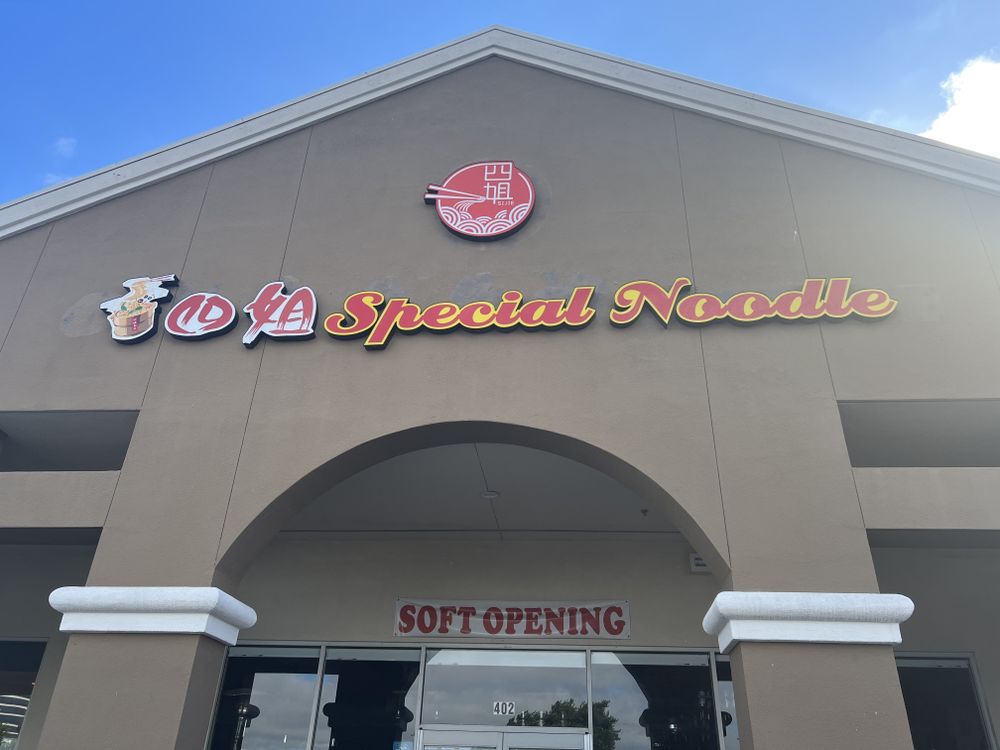 四
姐
SIJIE
四姐 Special Noodle
SOFT OPENING
402